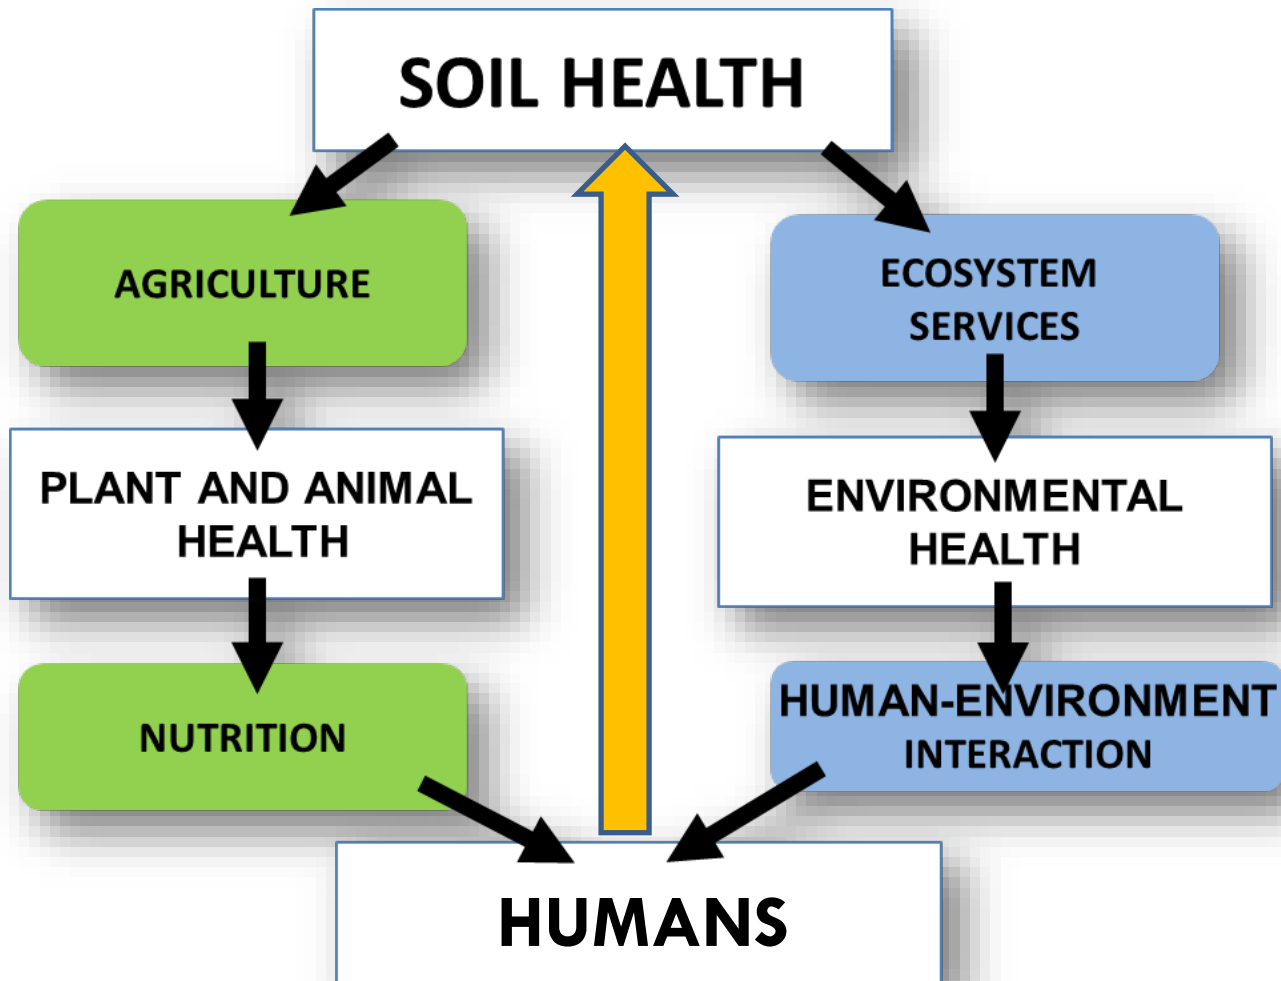 SOIL HEALTH
AGRICULTURE
ECOSYSTEM
SERVICES
PLANT AND ANIMAL
HEALTH
ENVIRONMENTAL
HEALTH
NUTRITION
HUMAN-ENVIRONMENT
INTERACTION
HUMANS